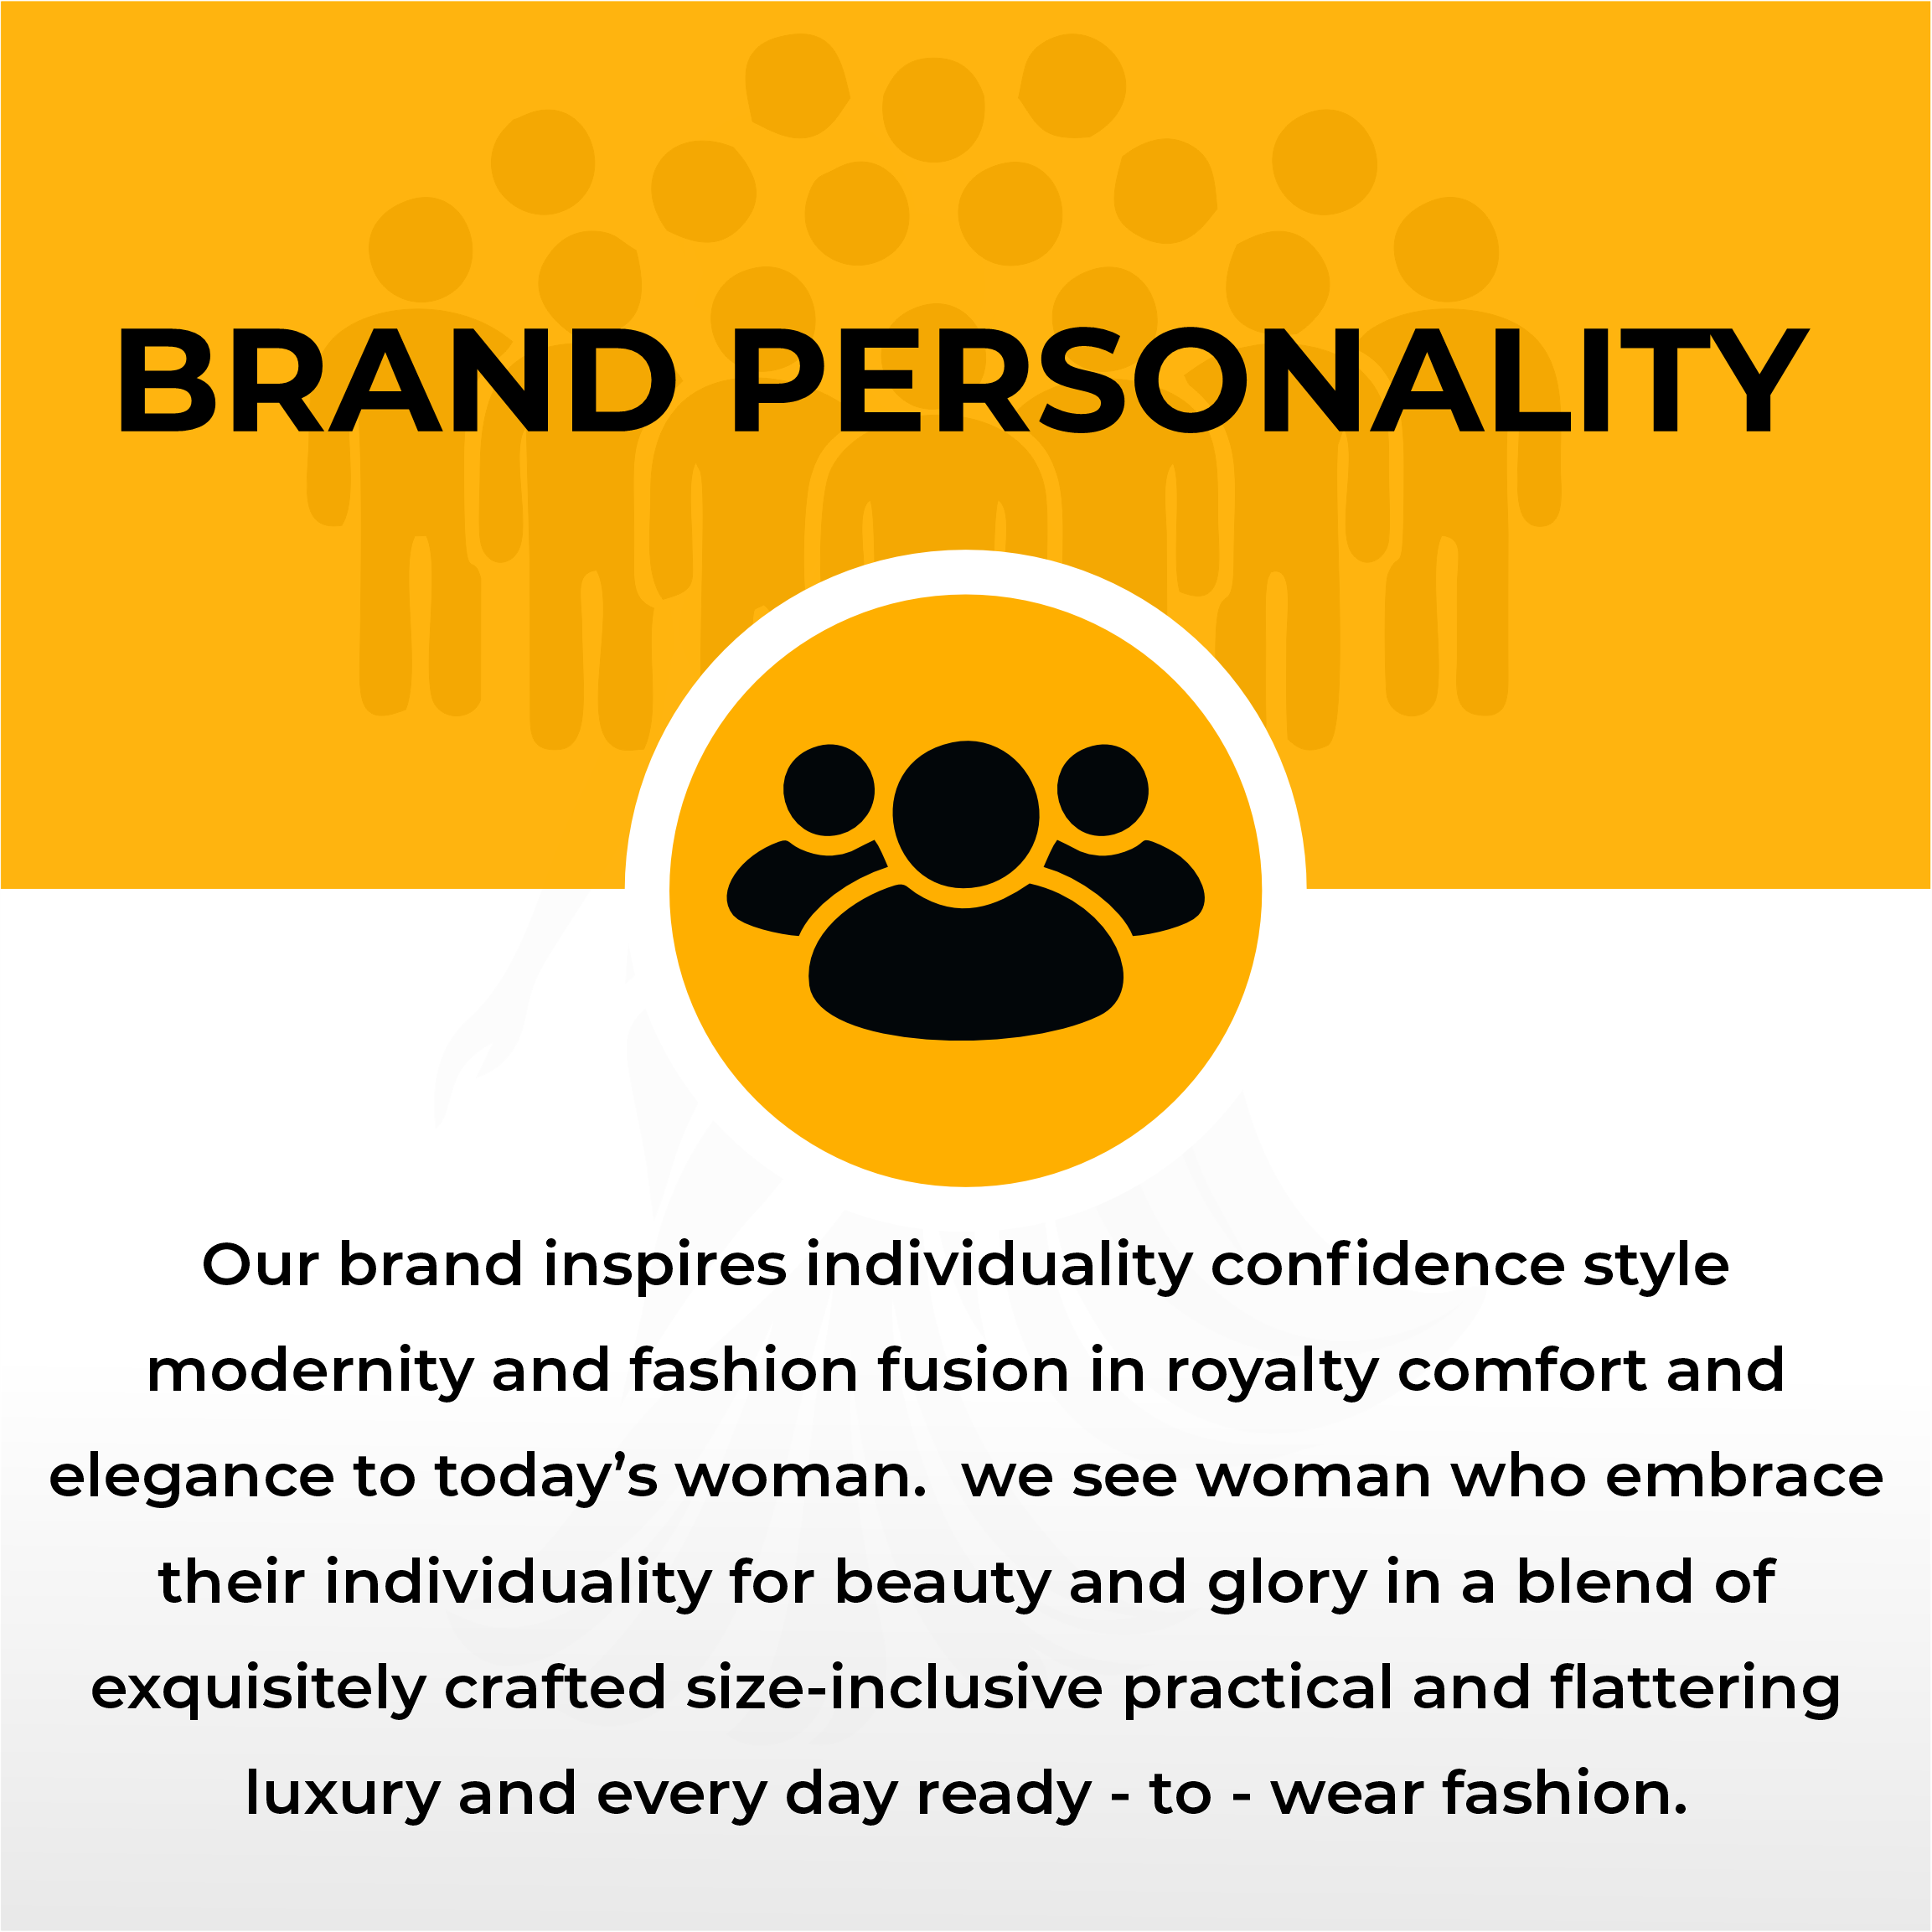 BRAND PERSONALITY
Our brand inspires individuality confidence style
modernity and fashion fusion in royalty comfort and
elegance to today’s woman.  we see woman who embrace
their individuality for beauty and glory in a blend of
exquisitely crafted size-inclusive practical and flattering
luxury and every day ready - to - wear fashion.